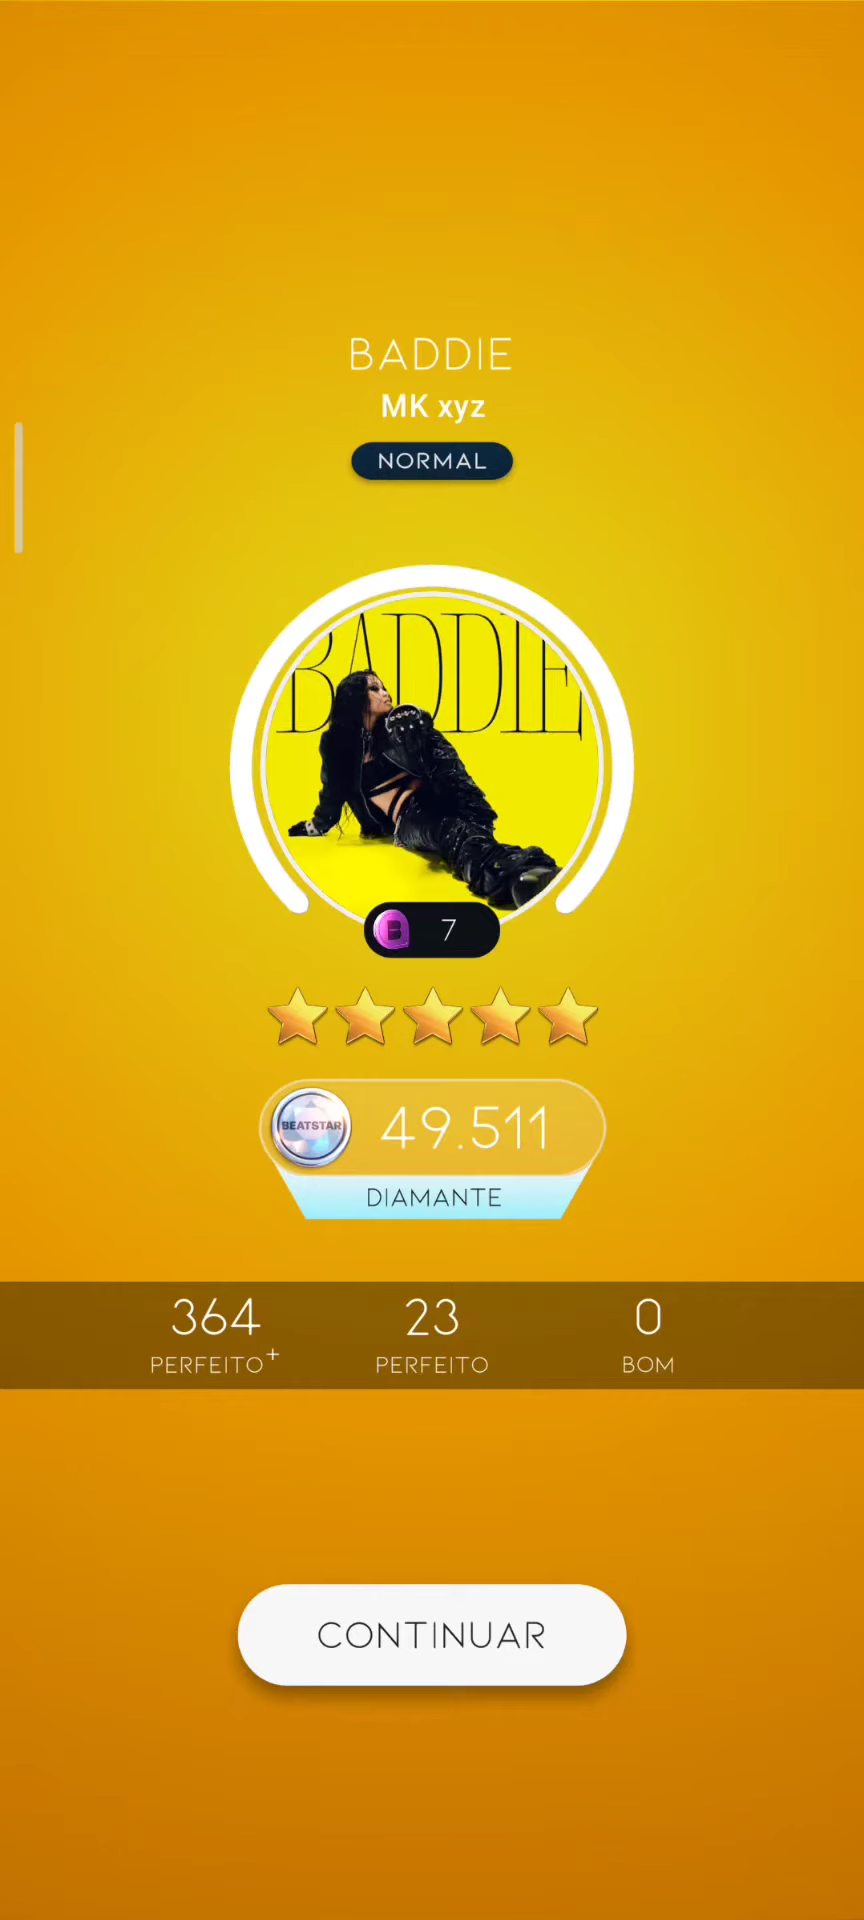 BADDIE
MK xyz
NORMAL
BADDIE
B 7
BEATSTAR 49.511
DIAMANTE
364 23 0
PERFEITO+ PERFEITO BOM
CONTINUAR